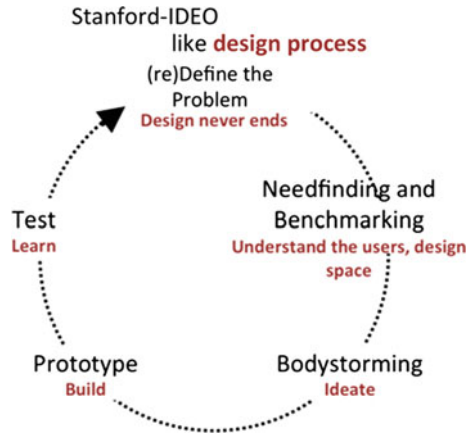 Stanford-IDEO
like design process
(re)Define the
Problem
Design never ends
Needfinding and
Benchmarking
Understand the users, design
space
Bodystorming
Ideate
Prototype
Build
Test
Learn